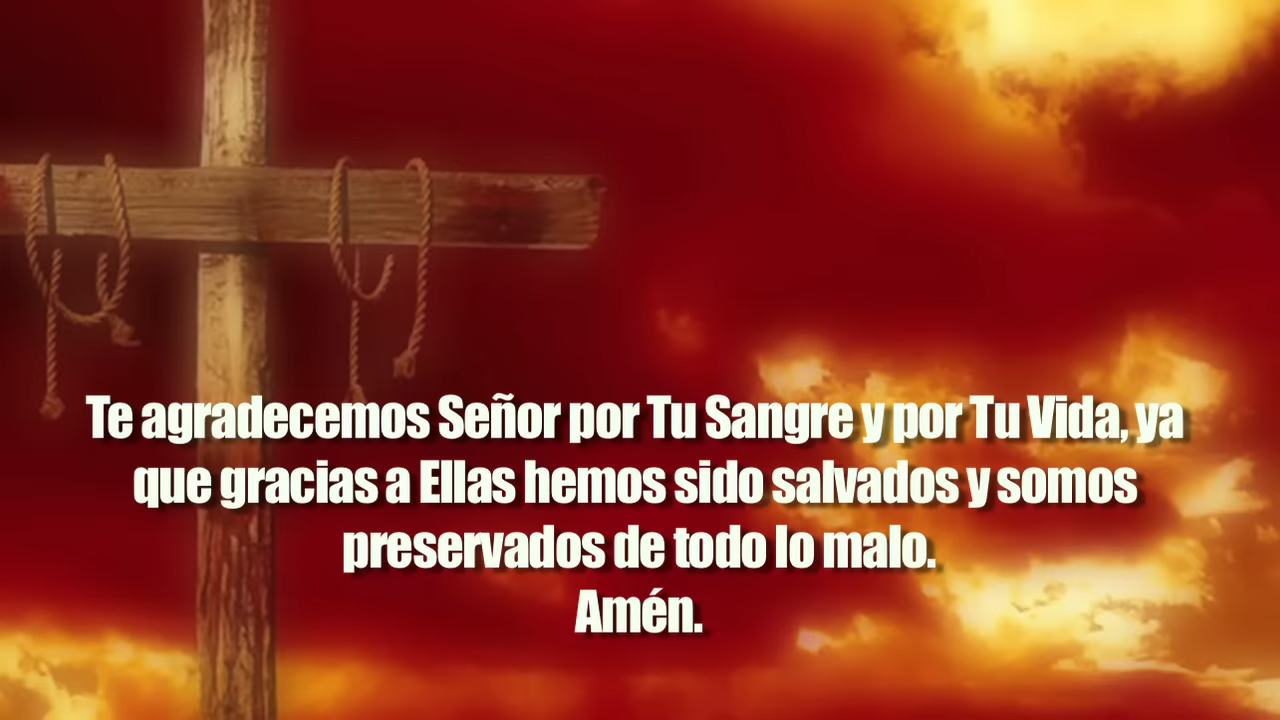 Te agradecemos Señor por Tu Sangre y por Tu Vida, ya
que gracias a Ellas hemos sido salvados y somos
preservados de todo lo malo.
Amén.